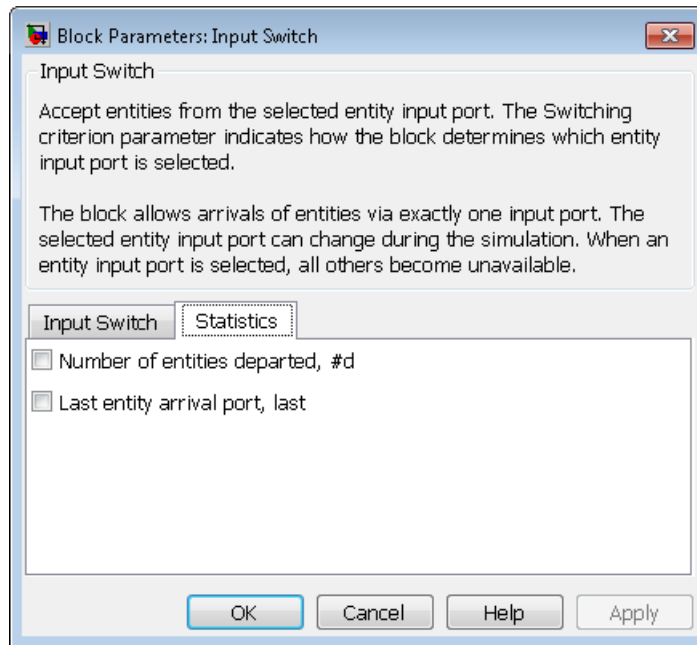 Block Parameters: Input Switch
Input Switch
Accept entities from the selected entity input port. The Switching
criterion parameter indicates how the block determines which entity
input port is selected.
The block allows arrivals of entities via exactly one input port. The
selected entity input port can change during the simulation. When an
entity input port is selected, all others become unavailable.
Input Switch Statistics
Number of entities departed, #d
Last entity arrival port, last
OK Cancel Help Apply